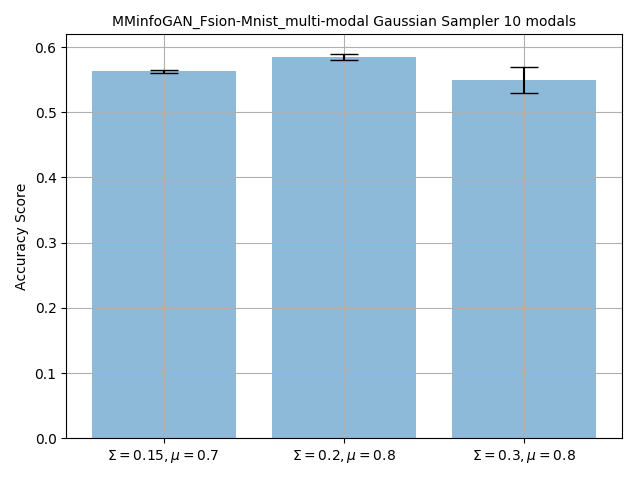 MMinfoGAN_Fsion-Mnist_multi-modal Gaussian Sampler 10 modals
0.6
0.5
0.4
0.3
0.2
0.1
0.0
Accuracy Score
Σ = 0.15, μ = 0.7
Σ = 0.2, μ = 0.8
Σ = 0.3, μ = 0.8